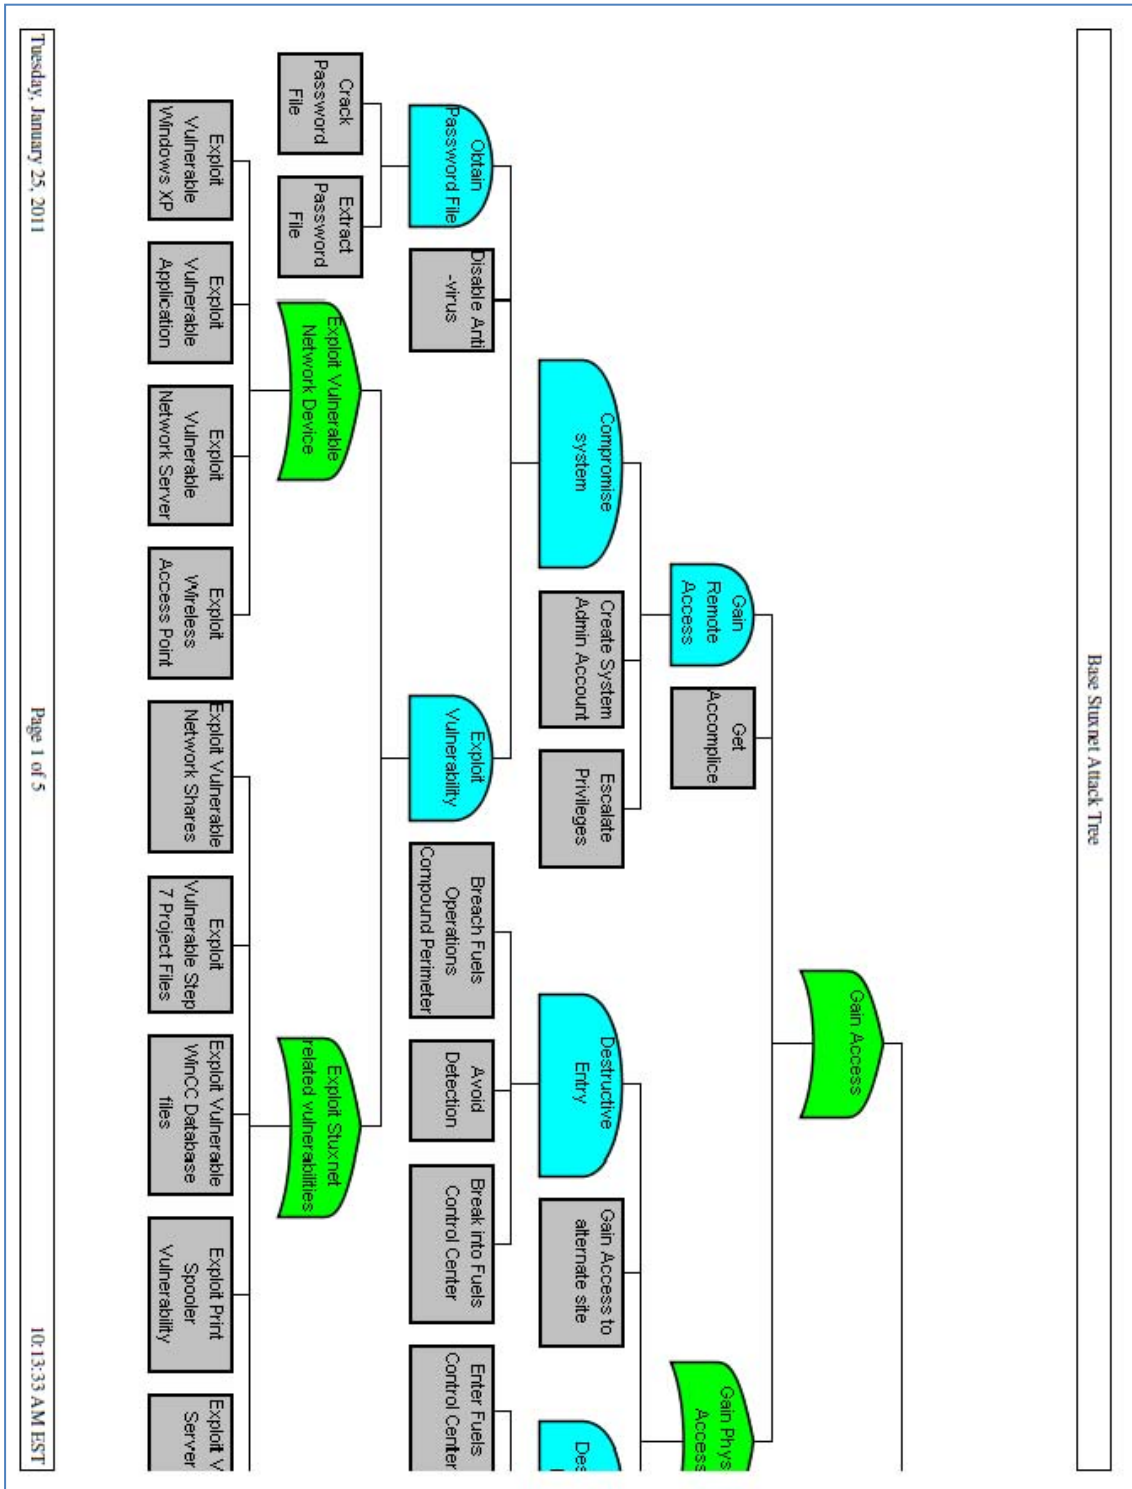 Base Stuxnet Attack Tree
Gain Access
Gain
Remote
Access
Get
Accomplice
Gain Phys
Access
Compromise
system
Create System
Admin Account
Escalate
Privileges
Destructive
Entry
Gain Access to
alternate site
Des
Obtain
Password File
Disable Anti
-virus
Exploit
Vulnerability
Breach Fuels
Operations
Compound Perimeter
Avoid
Detection
Break into Fuels
Control Center
Enter Fuels
Control Center
Crack
Password
File
Extract
Password
File
Exploit Vulnerable
Network Device
Exploit Stuxnet
related vulnerabilities
Exploit
Vulnerable
Windows XP
Exploit
Vulnerable
Application
Exploit
Vulnerable
Network Server
Exploit
Wireless
Access Point
Exploit Vulnerable
Network Shares
Exploit
Vulnerable Step
7 Project Files
Exploit Vulnerable
WinCC Database
files
Exploit Print
Spooler
Vulnerability
Exploit V
Server
Tuesday, January 25, 2011
Page 1 of 5
10:13:33 AM EST